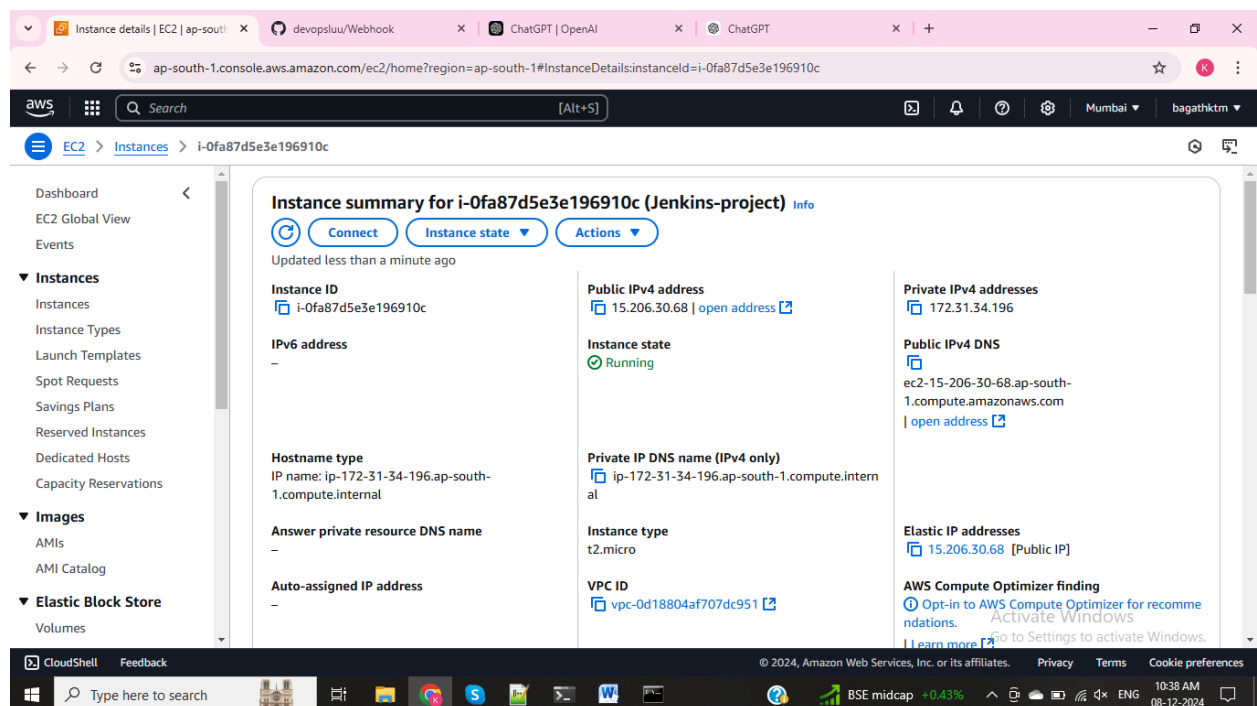 Instance details | EC2 | ap-south
devopsluu/Webhook
ChatGPT | OpenAI
ChatGPT
ap-south-1.console.aws.amazon.com/ec2/home?region=ap-south-1#InstanceDetails:instanceId=i-0fa87d5e3e196910c
K
aws
Search
[Alt+S]
Mumbai
bagathktm
EC2 > Instances > i-0fa87d5e3e196910c
Dashboard
EC2 Global View
Events
Instances
Instances
Instance Types
Launch Templates
Spot Requests
Savings Plans
Reserved Instances
Dedicated Hosts
Capacity Reservations
Images
AMIs
AMI Catalog
Elastic Block Store
Volumes
Instance summary for i-0fa87d5e3e196910c (Jenkins-project) Info
Connect
Instance state
Actions
Updated less than a minute ago
Instance ID
i-0fa87d5e3e196910c
Public IPv4 address
15.206.30.68 | open address
Private IPv4 addresses
172.31.34.196
IPv6 address
–
Instance state
Running
Public IPv4 DNS
ec2-15-206-30-68.ap-south-
1.compute.amazonaws.com
| open address
Hostname type
IP name: ip-172-31-34-196.ap-south-
1.compute.internal
Private IP DNS name (IPv4 only)
ip-172-31-34-196.ap-south-1.compute.intern
al
Answer private resource DNS name
–
Instance type
t2.micro
Elastic IP addresses
15.206.30.68 [Public IP]
Auto-assigned IP address
–
VPC ID
vpc-0d18804af707dc951
AWS Compute Optimizer finding
Opt-in to AWS Compute Optimizer for recomme
ndations.
| Learn more
Activate Windows
Go to Settings to activate Windows.
CloudShell
Feedback
© 2024, Amazon Web Services, Inc. or its affiliates.
Privacy
Terms
Cookie preferences
Type here to search
BSE midcap +0.43%
ENG
10:38 AM
08-12-2024